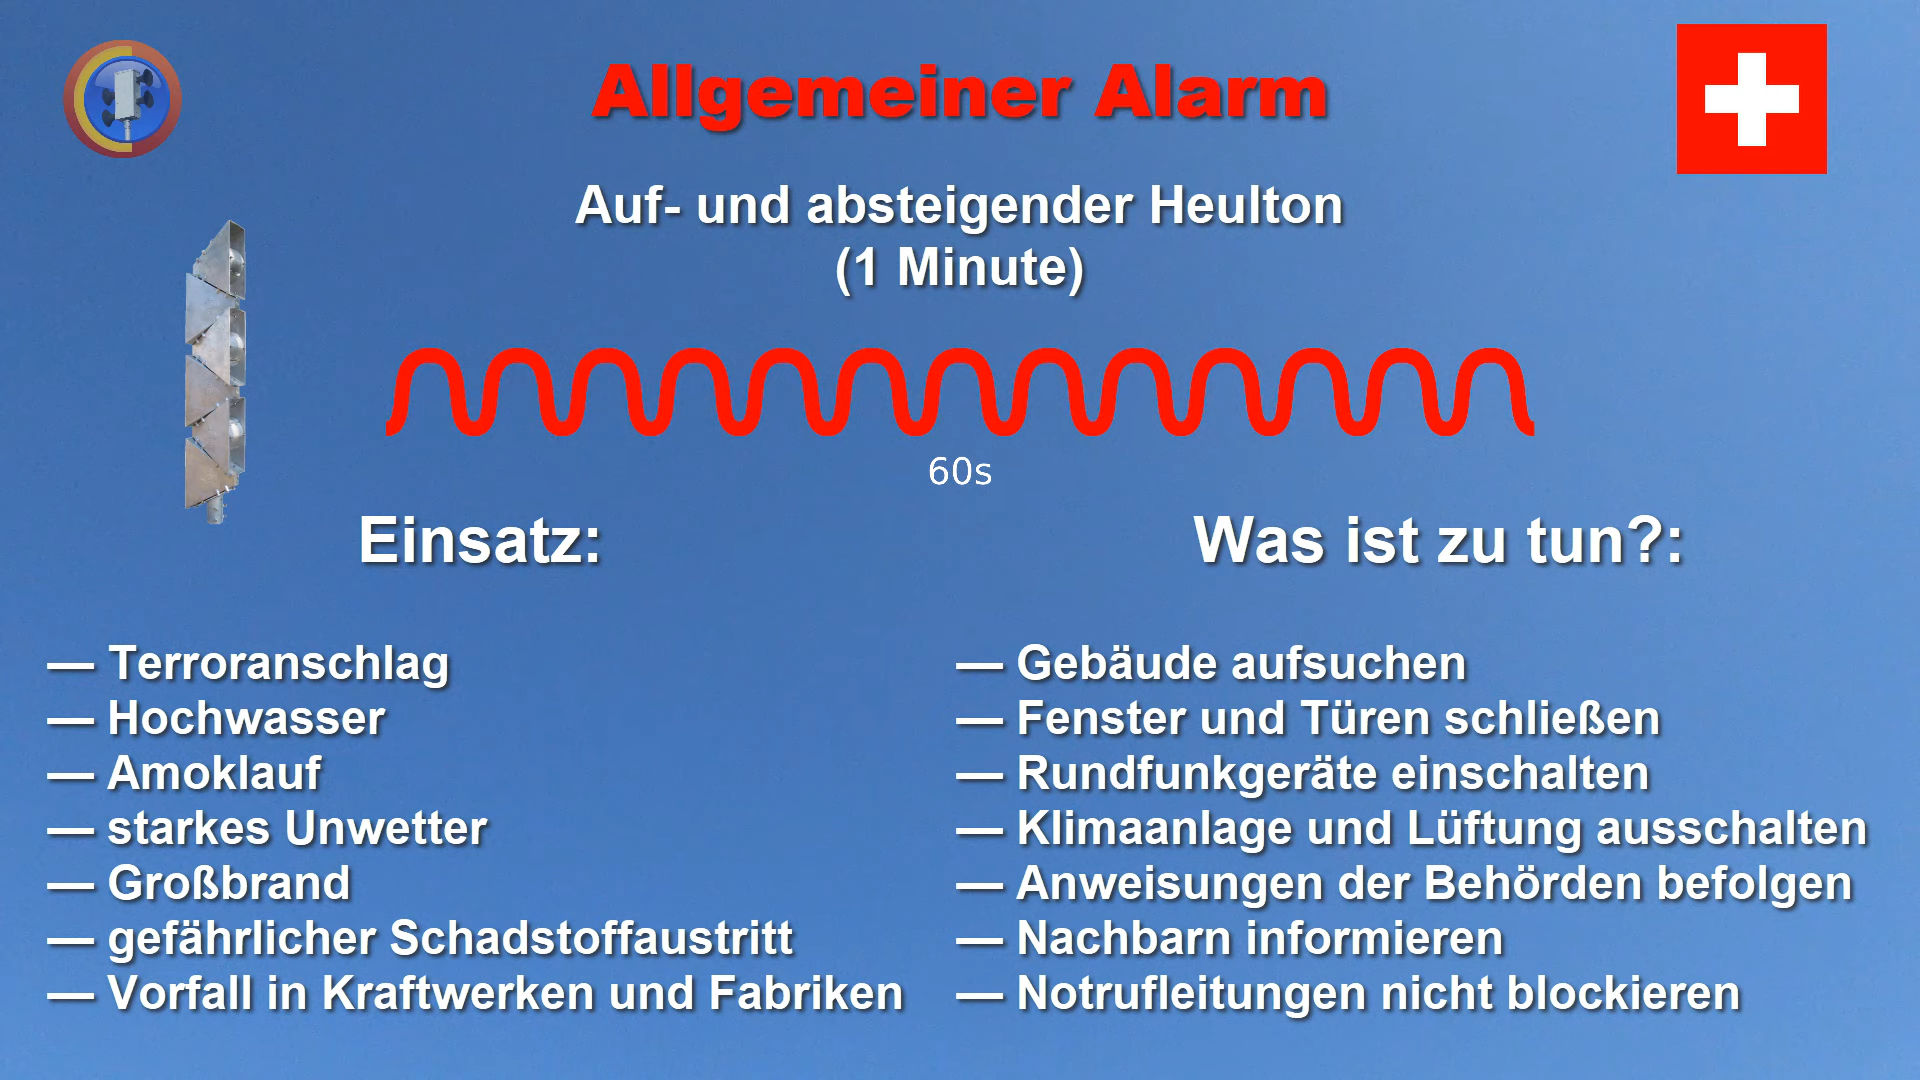 Allgemeiner Alarm
Auf- und absteigender Heulton
(1 Minute)
60s
Einsatz:
— Terroranschlag
— Hochwasser
— Amoklauf
— starkes Unwetter
— Großbrand
— gefährlicher Schadstoffaustritt
— Vorfall in Kraftwerken und Fabriken
Was ist zu tun?:
— Gebäude aufsuchen
— Fenster und Türen schließen
— Rundfunkgeräte einschalten
— Klimaanlage und Lüftung ausschalten
— Anweisungen der Behörden befolgen
— Nachbarn informieren
— Notrufleitungen nicht blockieren